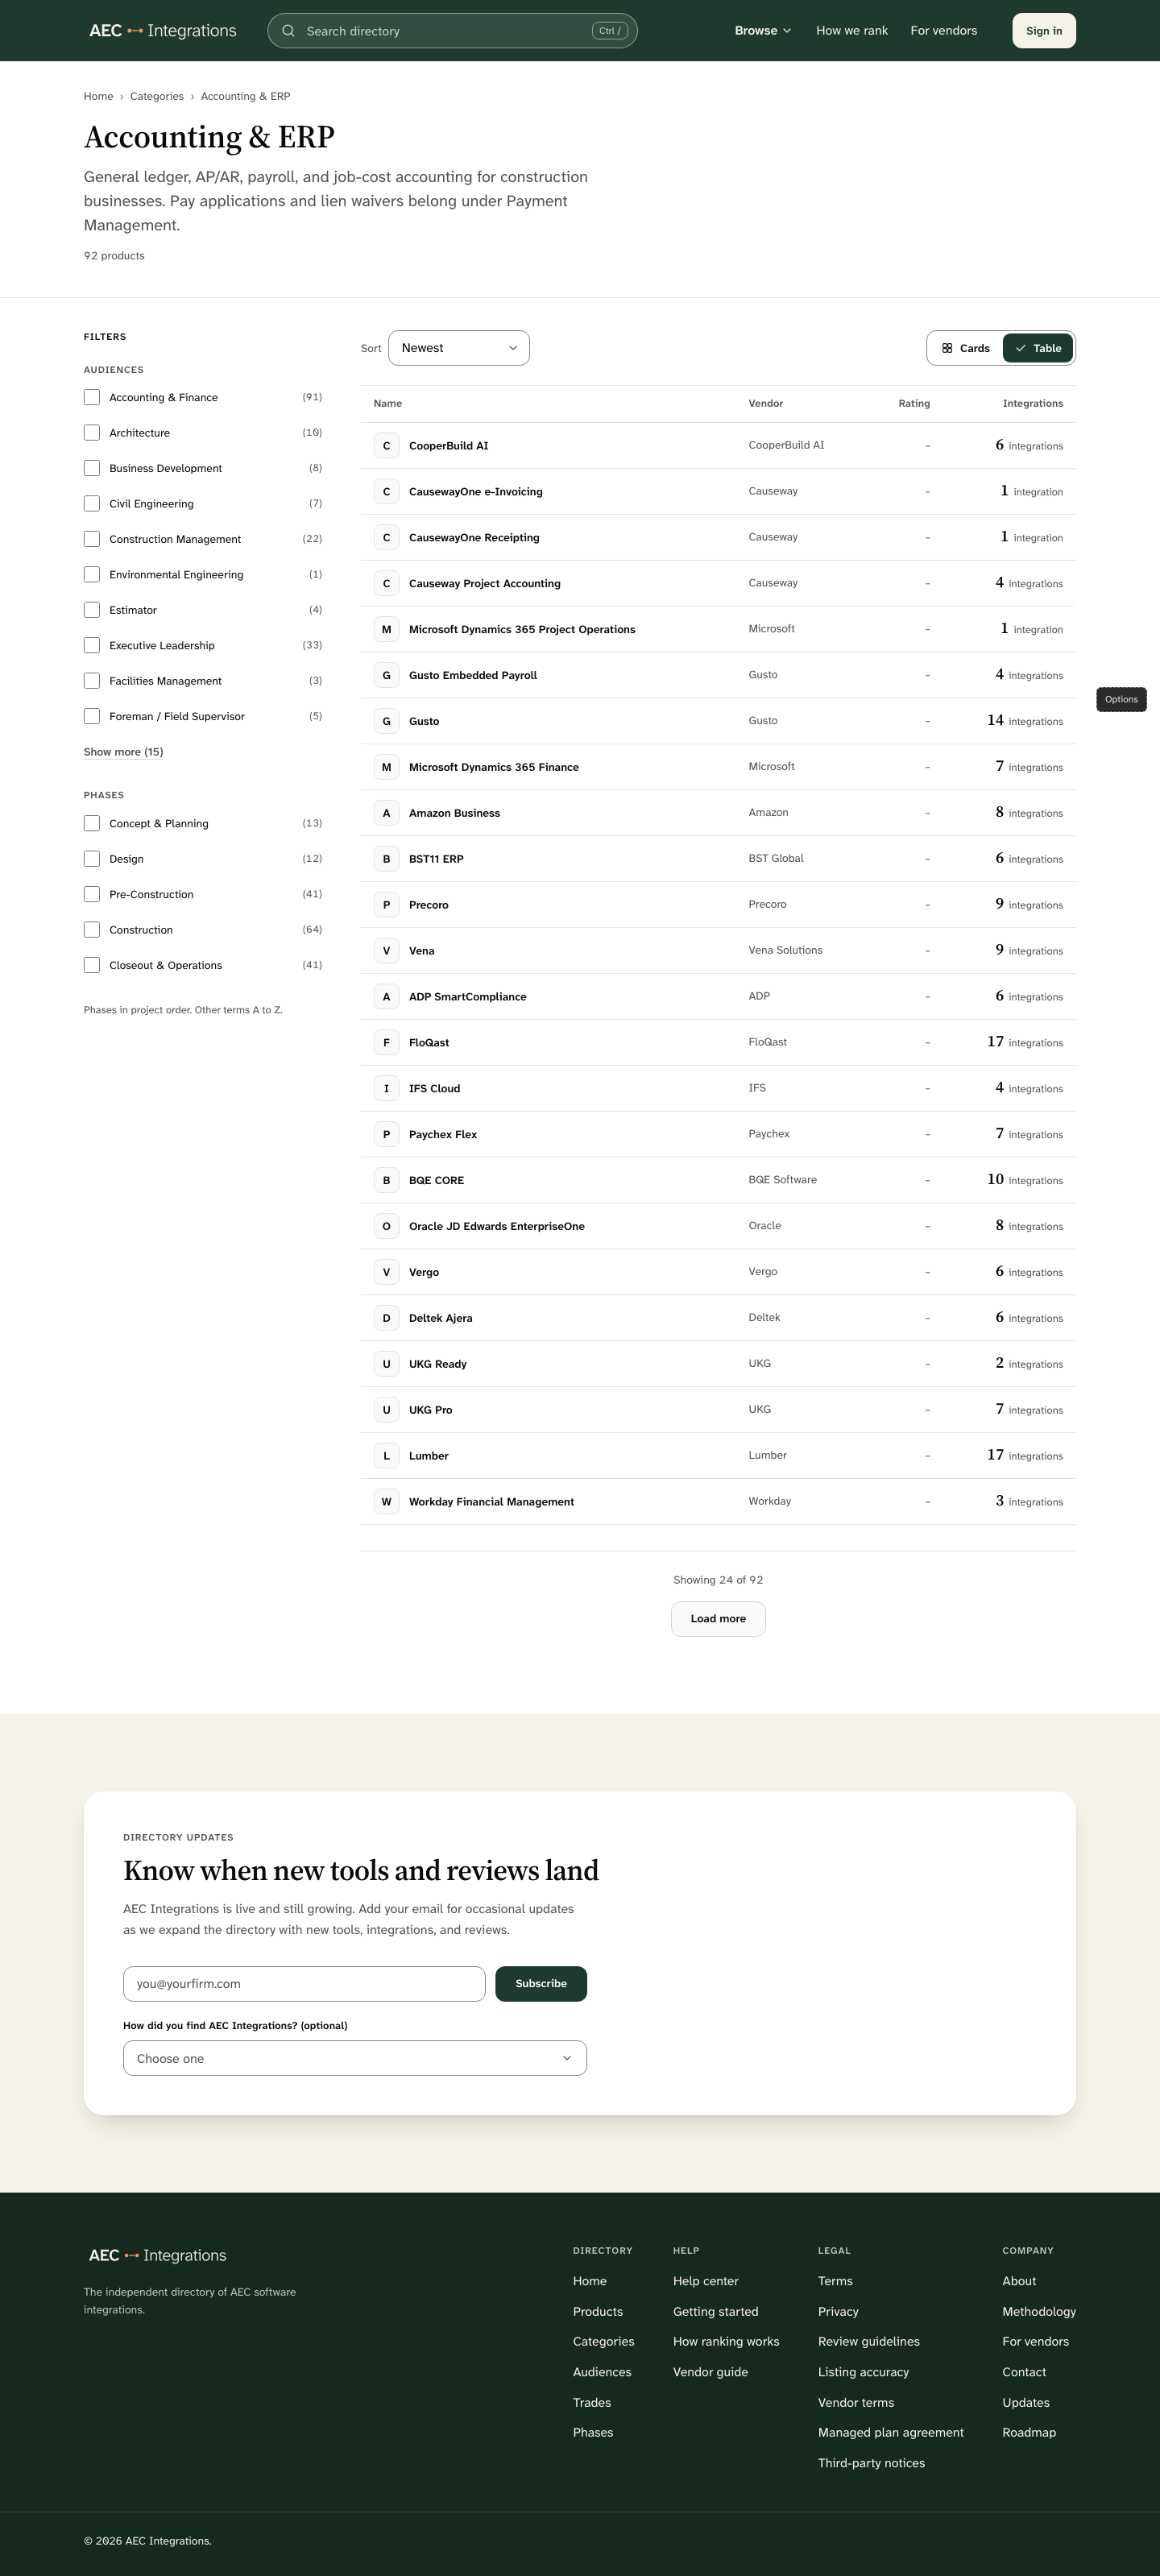 AEC Integrations
Search directory
Ctrl /
Browse
How we rank
For vendors
Sign in
Home › Categories › Accounting & ERP
Accounting & ERP
General ledger, AP/AR, payroll, and job-cost accounting for construction
businesses. Pay applications and lien waivers belong under Payment
Management.
92 products
FILTERS
AUDIENCES
Accounting & Finance (91)
Architecture (10)
Business Development (8)
Civil Engineering (7)
Construction Management (22)
Environmental Engineering (1)
Estimator (4)
Executive Leadership (33)
Facilities Management (3)
Foreman / Field Supervisor (5)
Show more (15)
PHASES
Concept & Planning (13)
Design (12)
Pre-Construction (41)
Construction (64)
Closeout & Operations (41)
Phases in project order. Other terms A to Z.
Sort Newest
Cards
Table
Name Vendor Rating Integrations
C CooperBuild AI CooperBuild AI – 6 integrations
C CausewayOne e-Invoicing Causeway – 1 integration
C CausewayOne Receipting Causeway – 1 integration
C Causeway Project Accounting Causeway – 4 integrations
M Microsoft Dynamics 365 Project Operations Microsoft – 1 integration
G Gusto Embedded Payroll Gusto – 4 integrations
G Gusto Gusto – 14 integrations
M Microsoft Dynamics 365 Finance Microsoft – 7 integrations
A Amazon Business Amazon – 8 integrations
B BST11 ERP BST Global – 6 integrations
P Precoro Precoro – 9 integrations
V Vena Vena Solutions – 9 integrations
A ADP SmartCompliance ADP – 6 integrations
F FloQast FloQast – 17 integrations
I IFS Cloud IFS – 4 integrations
P Paychex Flex Paychex – 7 integrations
B BQE CORE BQE Software – 10 integrations
O Oracle JD Edwards EnterpriseOne Oracle – 8 integrations
V Vergo Vergo – 6 integrations
D Deltek Ajera Deltek – 6 integrations
U UKG Ready UKG – 2 integrations
U UKG Pro UKG – 7 integrations
L Lumber Lumber – 17 integrations
W Workday Financial Management Workday – 3 integrations
Options
Showing 24 of 92
Load more
DIRECTORY UPDATES
Know when new tools and reviews land
AEC Integrations is live and still growing. Add your email for occasional updates
as we expand the directory with new tools, integrations, and reviews.
you@yourfirm.com
Subscribe
How did you find AEC Integrations? (optional)
Choose one
AEC Integrations
The independent directory of AEC software
integrations.
DIRECTORY
Home
Products
Categories
Audiences
Trades
Phases
HELP
Help center
Getting started
How ranking works
Vendor guide
LEGAL
Terms
Privacy
Review guidelines
Listing accuracy
Vendor terms
Managed plan agreement
Third-party notices
COMPANY
About
Methodology
For vendors
Contact
Updates
Roadmap
© 2026 AEC Integrations.